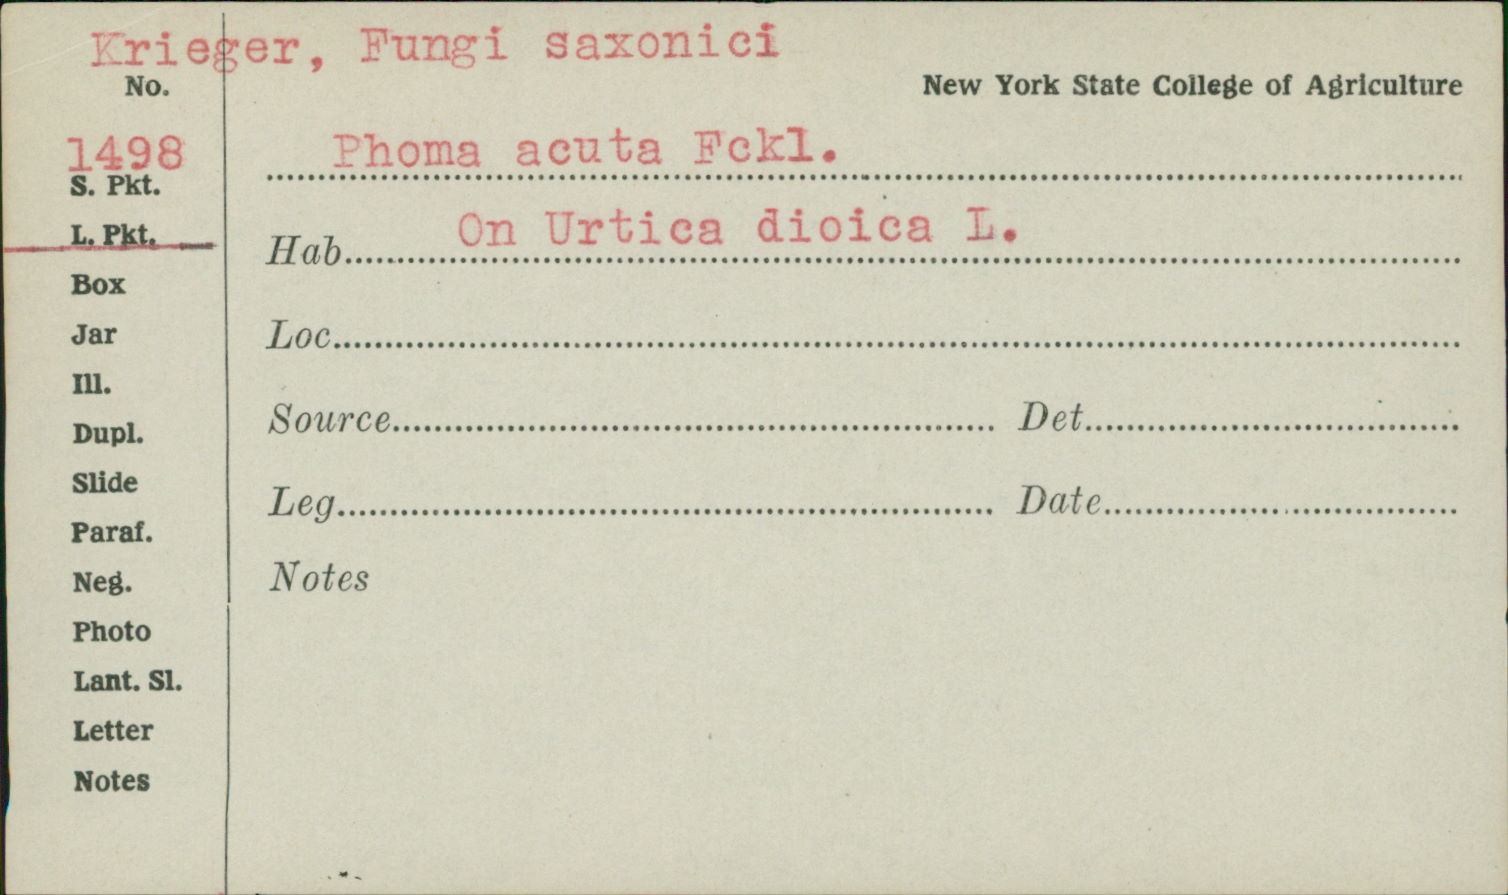 Krieger, Fungi saxonici
No.
New York State College of Agriculture
1498
Phoma acuta Fckl.
S. Pkt.
L. Pkt.
Hab. On Urtica dioica L.
Box
Jar
Loc.
Ill.
Dupl.
Source Det.
Slide
Leg. Date
Paraf.
Neg.
Notes
Photo
Lant. Sl.
Letter
Notes